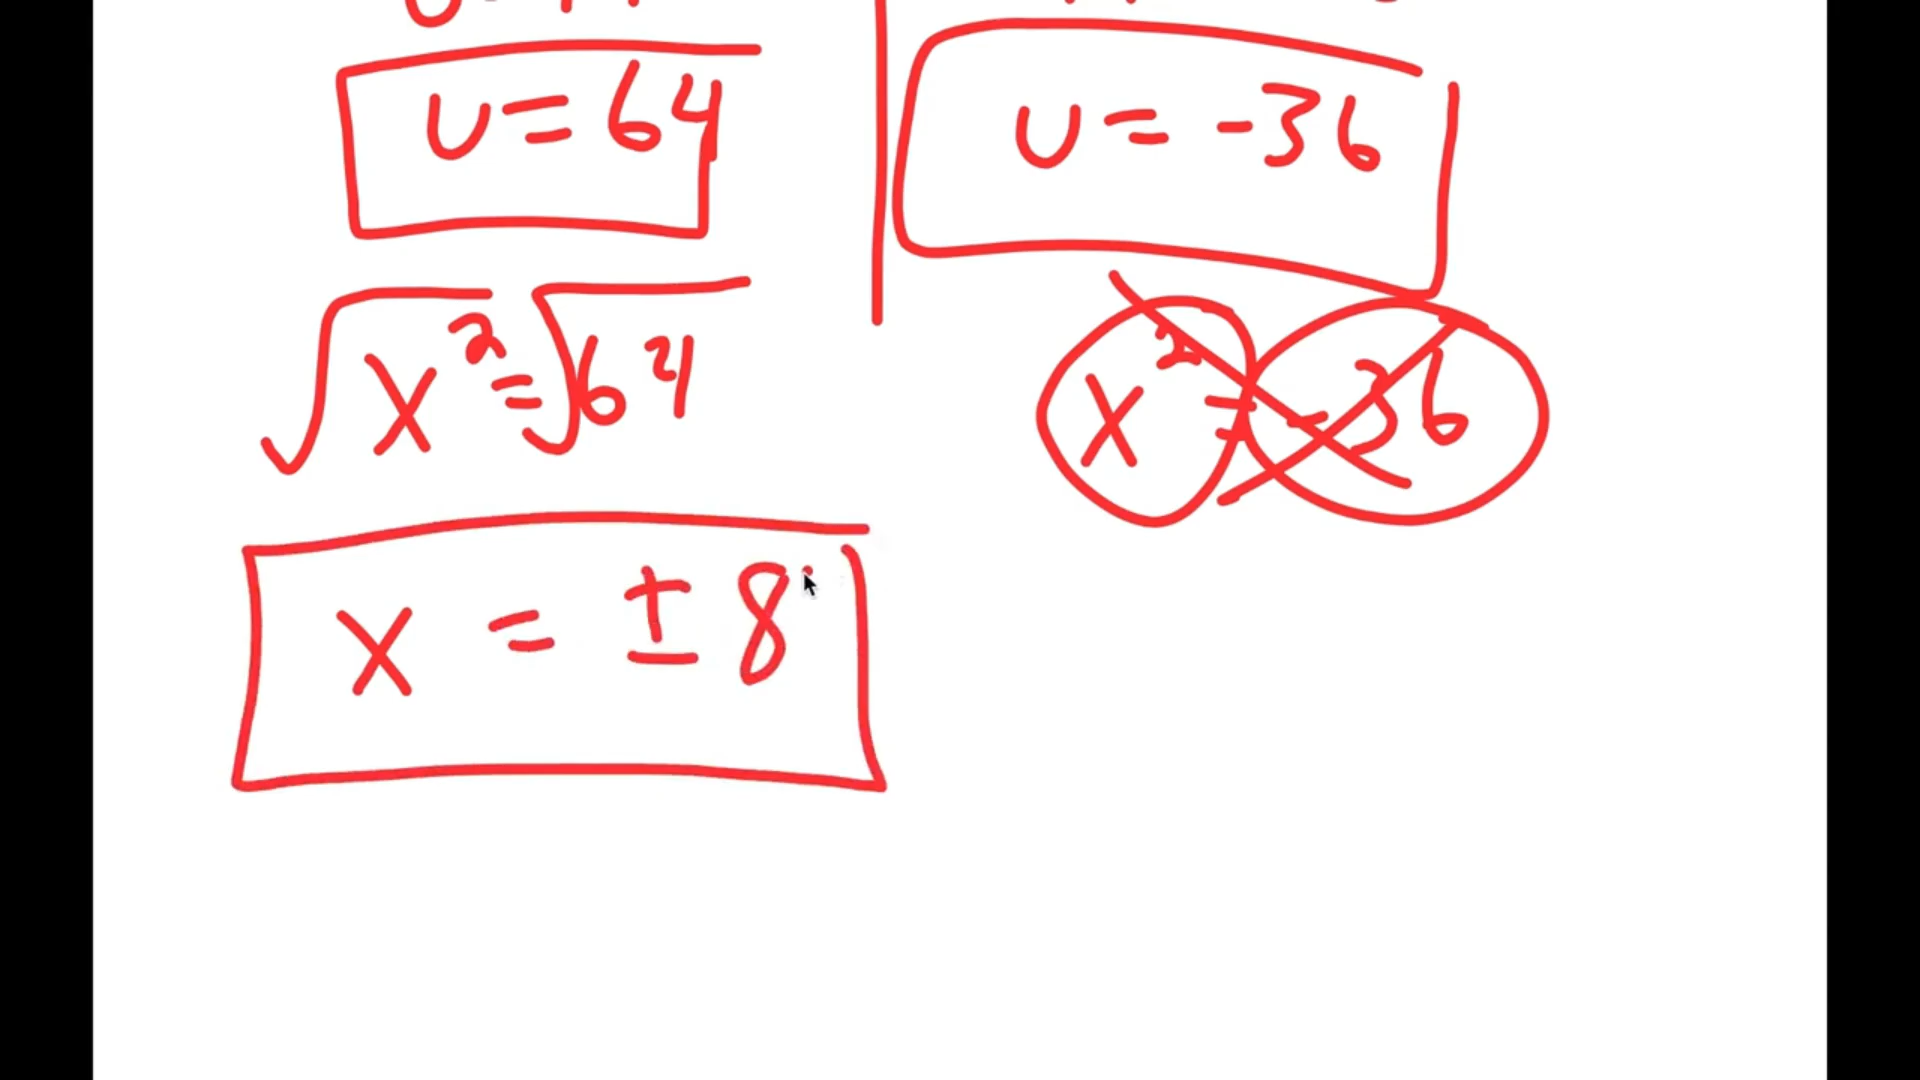 u = 64
u = -36
√x² = √64
x² = -36
x = ± 8